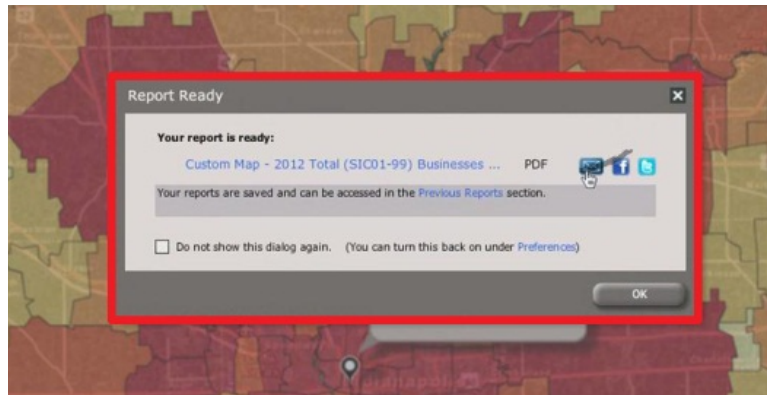 Report Ready
Your report is ready:
Custom Map - 2012 Total (SIC01-99) Businesses ... PDF
Your reports are saved and can be accessed in the Previous Reports section.
Do not show this dialog again. (You can turn this back on under Preferences)
OK